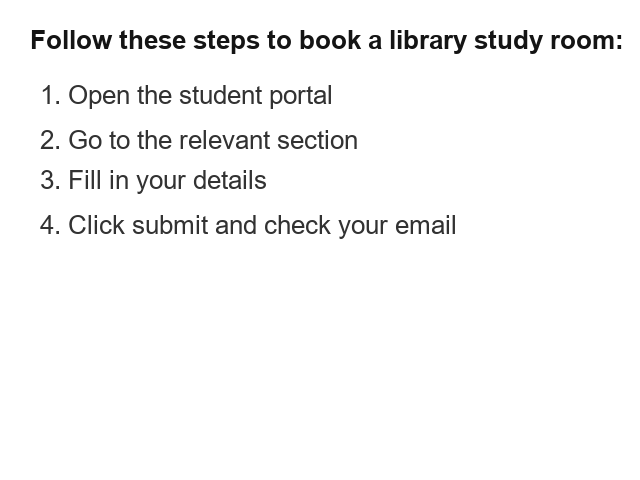 Follow these steps to book a library study room:
1. Open the student portal
2. Go to the relevant section
3. Fill in your details
4. Click submit and check your email